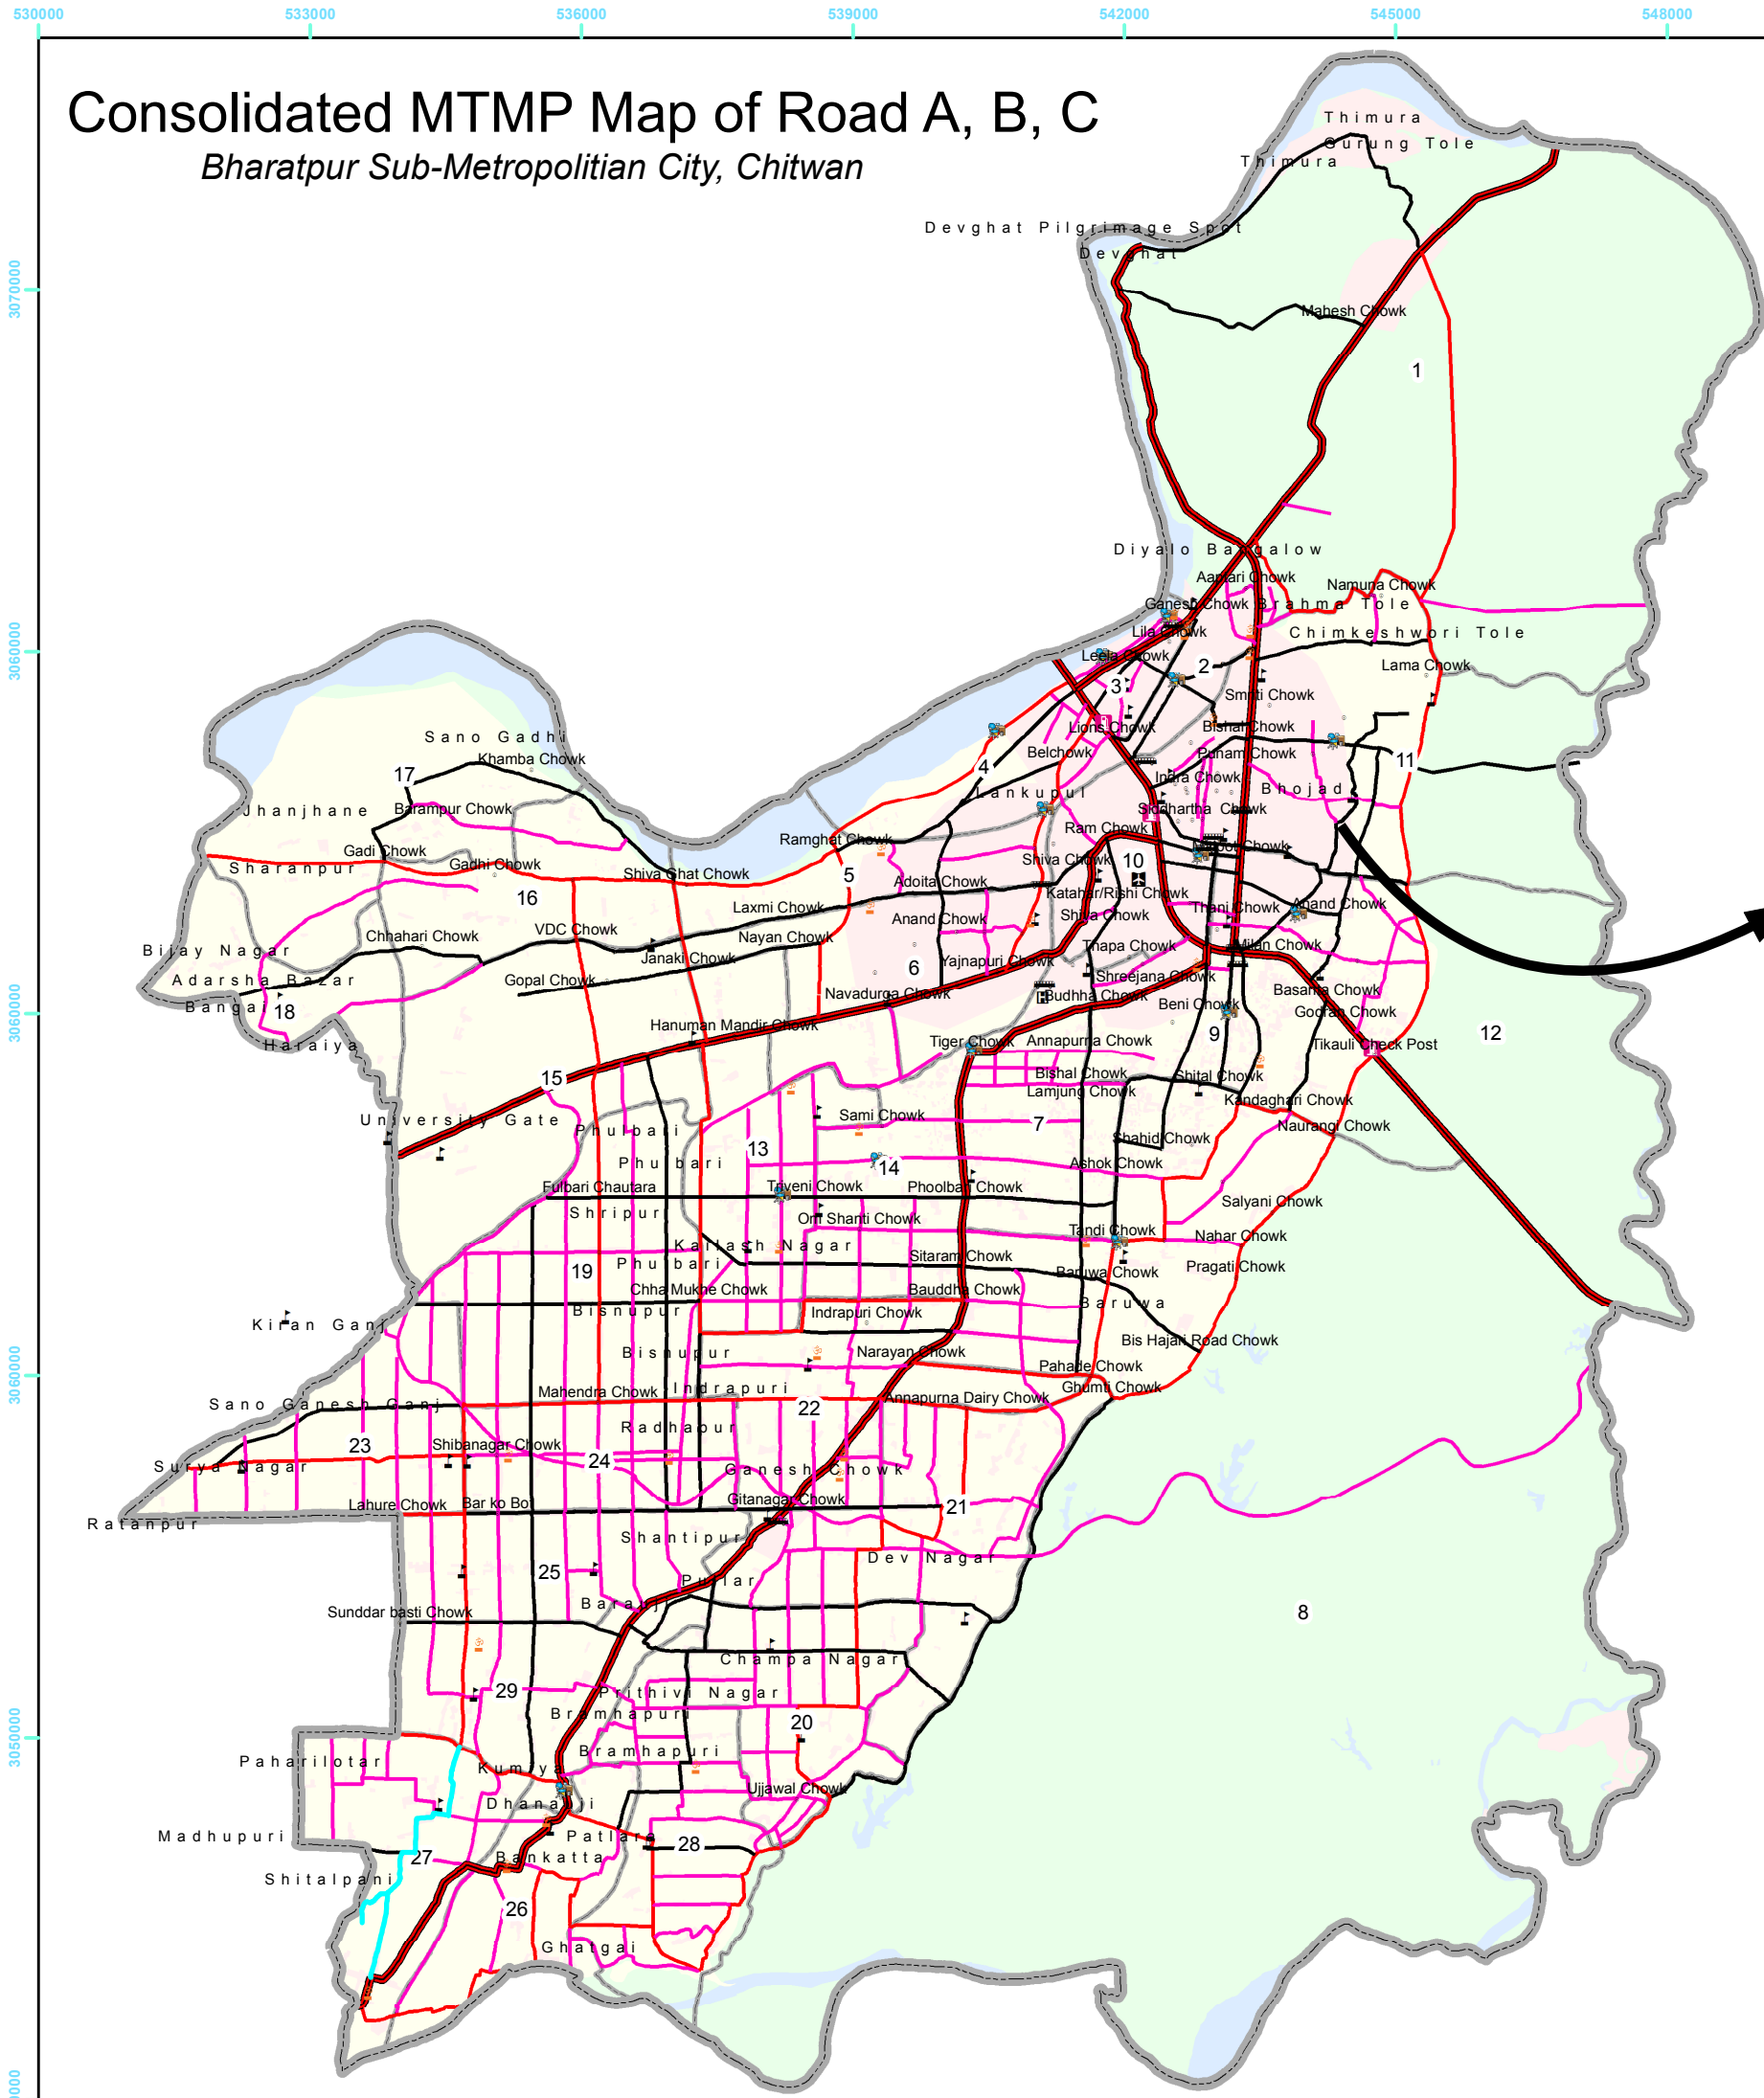 530000 533000 536000 539000 542000 545000 548000
Consolidated MTMP Map of Road A, B, C
Bharatpur Sub-Metropolitian City, Chitwan
Thimura
Gurung Tole
Thimura
Devghat Pilgrimage Spot
Devghat
3070000
Mahesh Chowk
1
Diyalo Bangalow
Aaptari Chowk
Namuna Chowk
Ganesh Chowk
Brahma Tole
Lila Chowk
Chimkeshwori Tole
3060000
Leela Chowk
2
Lama Chowk
3
Smriti Chowk
Lions Chowk
Bishal Chowk
Sano Gadhi
Khamba Chowk
Belchowk
Punam Chowk
11
17
4
Indra Chowk
Lankupul
Bhojad
Jhanjhane
Barampur Chowk
Siddhartha Chowk
Ram Chowk
Ramghat Chowk
Gadi Chowk
Shiva Chowk
10
Sharanpur
Gadhi Chowk
Shiva Ghat Chowk
5
Adoita Chowk
Katahar/Rishi Chowk
16
Laxmi Chowk
Anand Chowk
Shiva Chowk
Thani Chowk
Anand Chowk
Chhahari Chowk
VDC Chowk
Nayan Chowk
Thapa Chowk
Milan Chowk
Bijay Nagar
Janaki Chowk
6
Yajnapuri Chowk
Adarsha Bazar
Gopal Chowk
Shreejana Chowk
Navadurga Chowk
Budhha Chowk
Basanta Chowk
Bangai
18
Beni Chowk
Godrah Chowk
3060000
Hanuman Mandir Chowk
9
12
Haraiya
Tiger Chowk
Annapurna Chowk
Tikauli Check Post
15
Bishal Chowk
Shital Chowk
Lamjung Chowk
Kandaghari Chowk
University Gate
Sami Chowk
7
Phulbari
Naurangi Chowk
13
Shahid Chowk
Phulbari
14
Ashok Chowk
Fulbari Chautara
Triveni Chowk
Phoolbari Chowk
Salyani Chowk
Shripur
Om Shanti Chowk
Tandi Chowk
Nahar Chowk
Kailash Nagar
Sitaram Chowk
Phulbari
19
Baruwa Chowk
Pragati Chowk
Chha Mukhe Chowk
Bauddha Chowk
Bisnupur
Indrapuri Chowk
Baruwa
Kiran Ganj
Bis Hajari Road Chowk
Bisnupur
Narayan Chowk
Pahade Chowk
3060000
Mahendra Chowk
Indrapuri
Ghumti Chowk
Annapurna Dairy Chowk
Sano Ganesh Ganj
22
Radhapur
23
Shibanagar Chowk
24
Surya Nagar
Ganesh Chowk
Lahure Chowk
Bar ko Bot
Gitanagar Chowk
21
Ratanpur
Shantipur
Dev Nagar
25
Sunddar basti Chowk
8
Champa Nagar
29
Prithivi Nagar
Bramhapuri
20
3050000
Bramhapuri
Paharilotar
Ujjawal Chowk
Madhupuri
Patlara
28
27
Bankatta
Shitalpani
26
Ghatgai